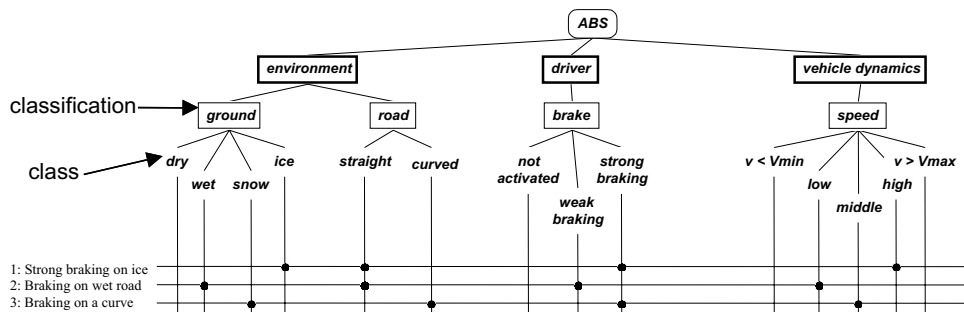 ABS
environment driver vehicle dynamics
classification
ground road brake speed
class
dry ice straight curved not activated strong braking v < Vmin v > Vmax
wet snow weak braking low high
middle
1: Strong braking on ice
2: Braking on wet road
3: Braking on a curve